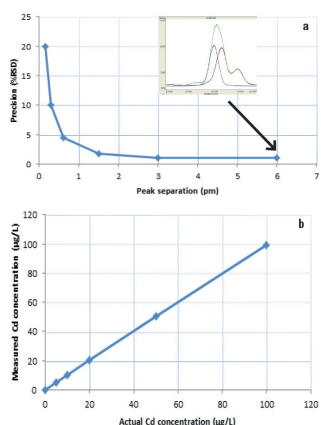 a
Precision (%RSD)
25
20
15
10
5
0
0 1 2 3 4 5 6 7
Peak separation (pm)
b
Measured Cd concentration (µg/L)
120
100
80
60
40
20
0
0 20 40 60 80 100 120
Actual Cd concentration (µg/L)